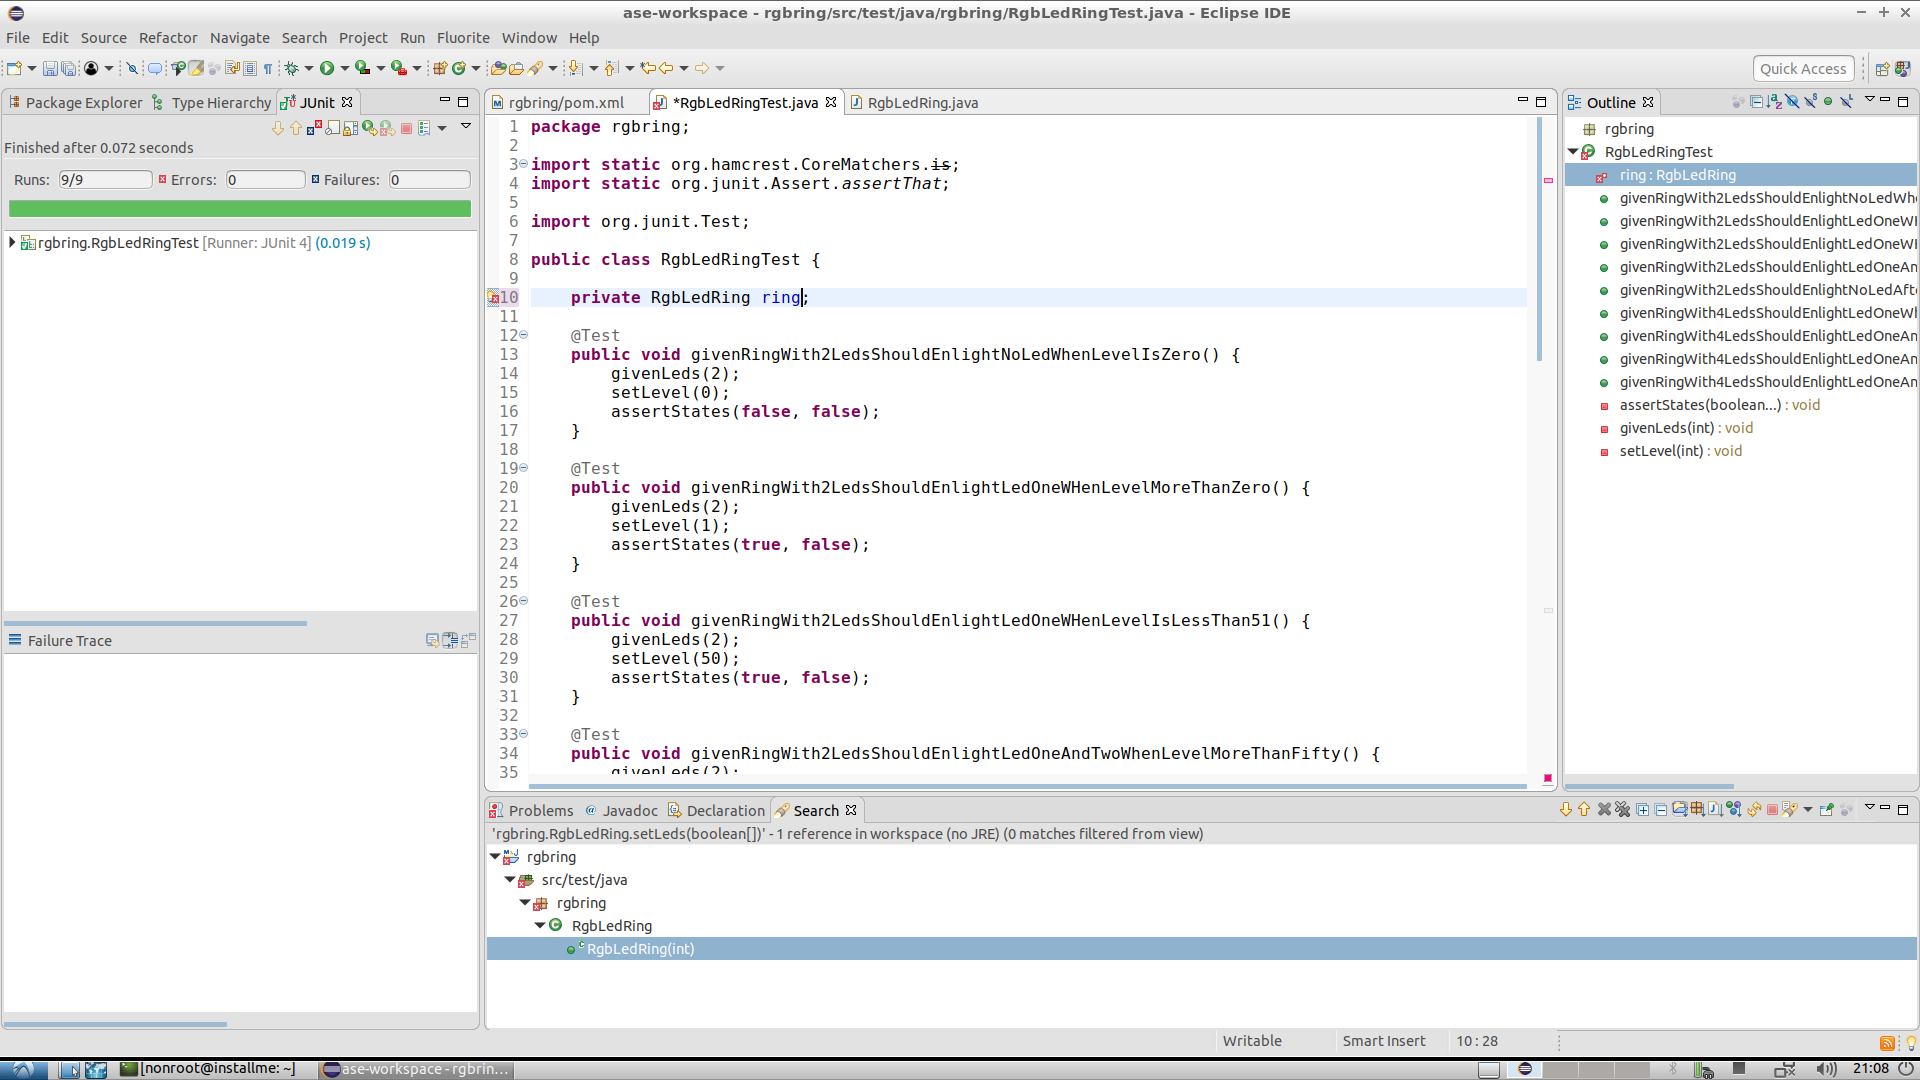 ase-workspace - rgbring/src/test/java/rgbring/RgbLedRingTest.java - Eclipse IDE
File Edit Source Refactor Navigate Search Project Run Fluorite Window Help
Quick Access
Package Explorer Type Hierarchy JUnit
Finished after 0.072 seconds
Runs: 9/9 Errors: 0 Failures: 0
rgbring.RgbLedRingTest [Runner: JUnit 4] (0.019 s)
Failure Trace
rgbring/pom.xml *RgbLedRingTest.java RgbLedRing.java
1 package rgbring;
2
3 import static org.hamcrest.CoreMatchers.is;
4 import static org.junit.Assert.assertThat;
5
6 import org.junit.Test;
7
8 public class RgbLedRingTest {
9
10 private RgbLedRing ring;
11
12 @Test
13 public void givenRingWith2LedsShouldEnlightNoLedWhenLevelIsZero() {
14 givenLeds(2);
15 setLevel(0);
16 assertStates(false, false);
17 }
18
19 @Test
20 public void givenRingWith2LedsShouldEnlightLedOneWHenLevelMoreThanZero() {
21 givenLeds(2);
22 setLevel(1);
23 assertStates(true, false);
24 }
25
26 @Test
27 public void givenRingWith2LedsShouldEnlightLedOneWHenLevelIsLessThan51() {
28 givenLeds(2);
29 setLevel(50);
30 assertStates(true, false);
31 }
32
33 @Test
34 public void givenRingWith2LedsShouldEnlightLedOneAndTwoWhenLevelMoreThanFifty() {
35 givenLeds(2);
Outline
rgbring
RgbLedRingTest
ring : RgbLedRing
givenRingWith2LedsShouldEnlightNoLedWhe
givenRingWith2LedsShouldEnlightLedOneWH
givenRingWith2LedsShouldEnlightLedOneWH
givenRingWith2LedsShouldEnlightLedOneAn
givenRingWith2LedsShouldEnlightNoLedAfte
givenRingWith4LedsShouldEnlightLedOneWh
givenRingWith4LedsShouldEnlightLedOneAn
givenRingWith4LedsShouldEnlightLedOneAn
givenRingWith4LedsShouldEnlightLedOneAn
assertStates(boolean...) : void
givenLeds(int) : void
setLevel(int) : void
Problems Javadoc Declaration Search
'rgbring.RgbLedRing.setLeds(boolean[])' - 1 reference in workspace (no JRE) (0 matches filtered from view)
rgbring
src/test/java
rgbring
RgbLedRing
RgbLedRing(int)
Writable Smart Insert 10 : 28
[nonroot@installme: ~] ase-workspace - rgbrin... 21:08